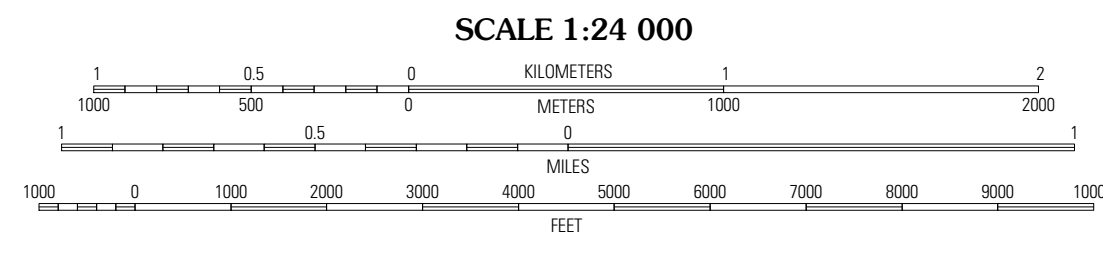 SCALE 1:24 000
1 0.5 0 KILOMETERS 1 2
1000 500 0 METERS 1000 2000
1 0.5 0 1
MILES
1000 0 1000 2000 3000 4000 5000 6000 7000 8000 9000 1000
FEET